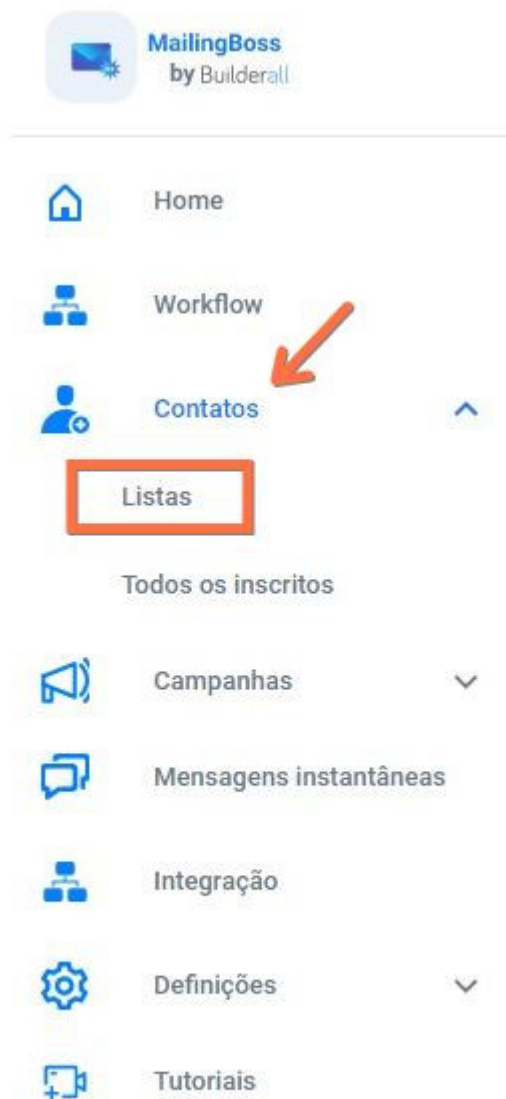 MailingBoss
by Builderall
Home
Workflow
Contatos
Listas
Todos os inscritos
Campanhas
Mensagens instantâneas
Integração
Definições
Tutoriais